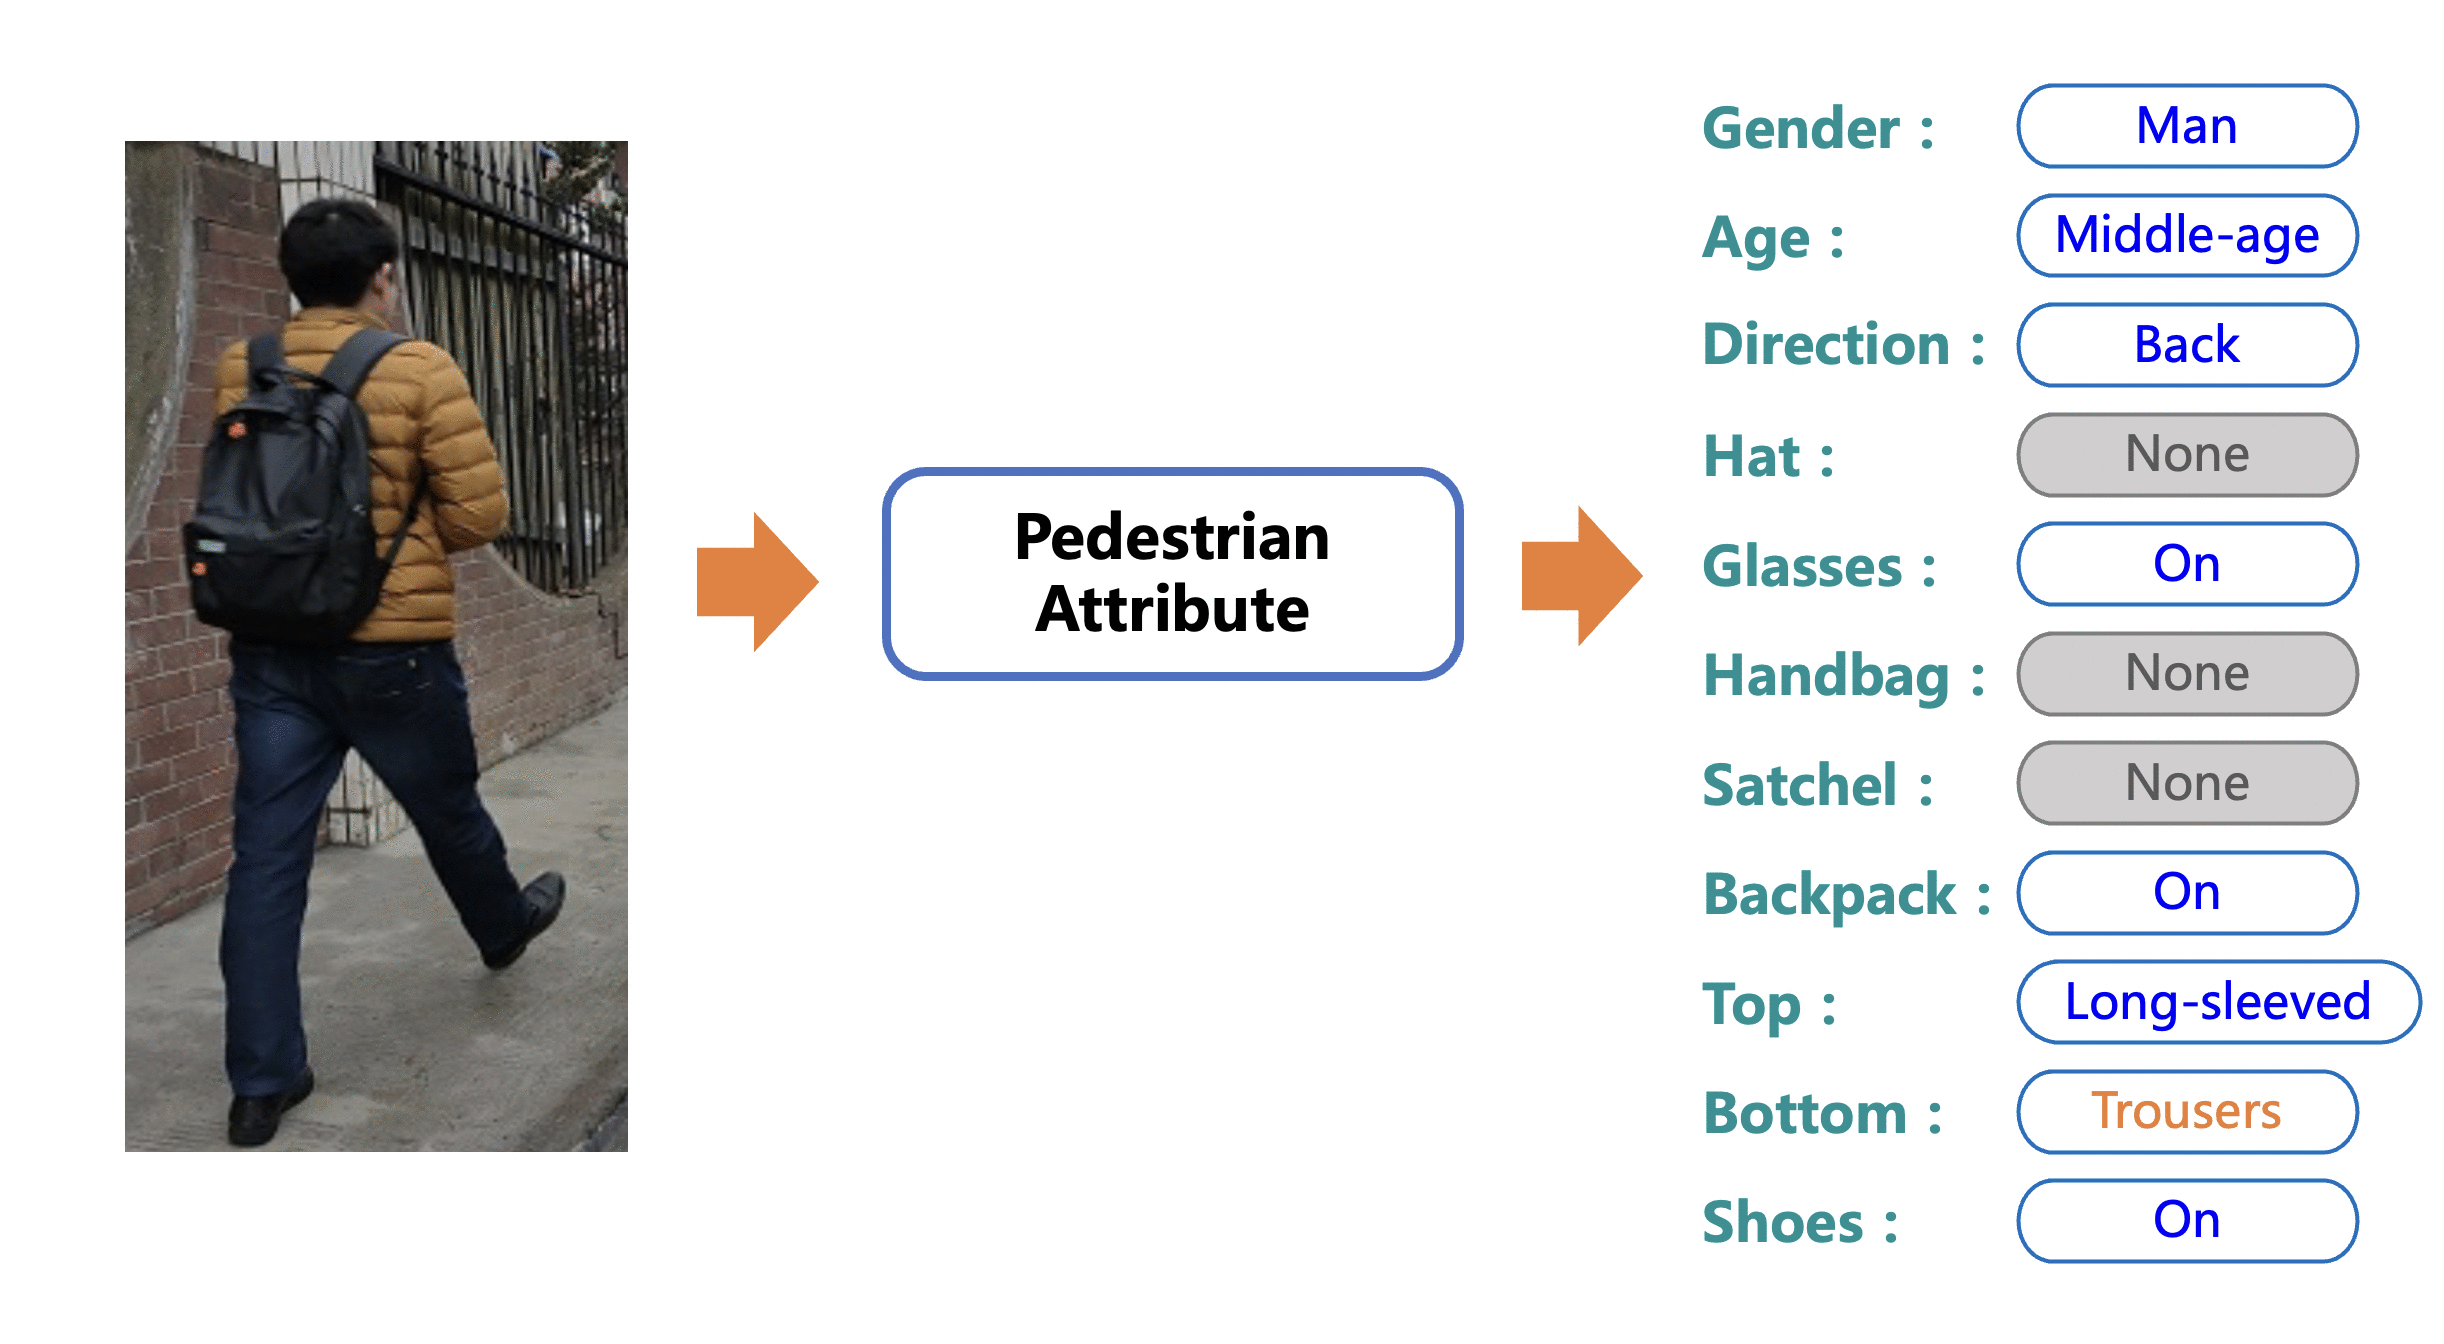 Pedestrian
Attribute
Gender : Man
Age : Middle-age
Direction : Back
Hat : None
Glasses : On
Handbag : None
Satchel : None
Backpack : On
Top : Long-sleeved
Bottom : Trousers
Shoes : On